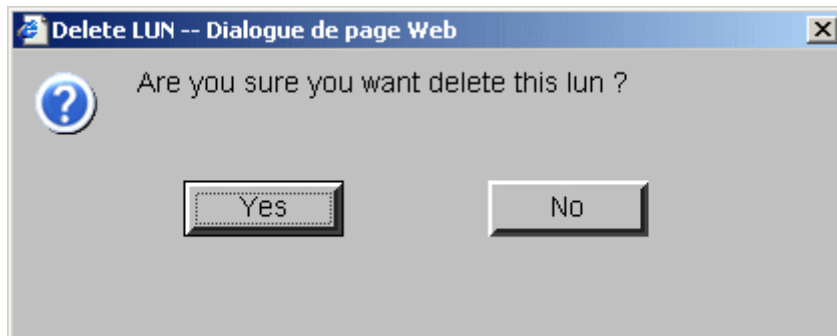 Delete LUN -- Dialogue de page Web
Are you sure you want delete this lun ?
Yes
No